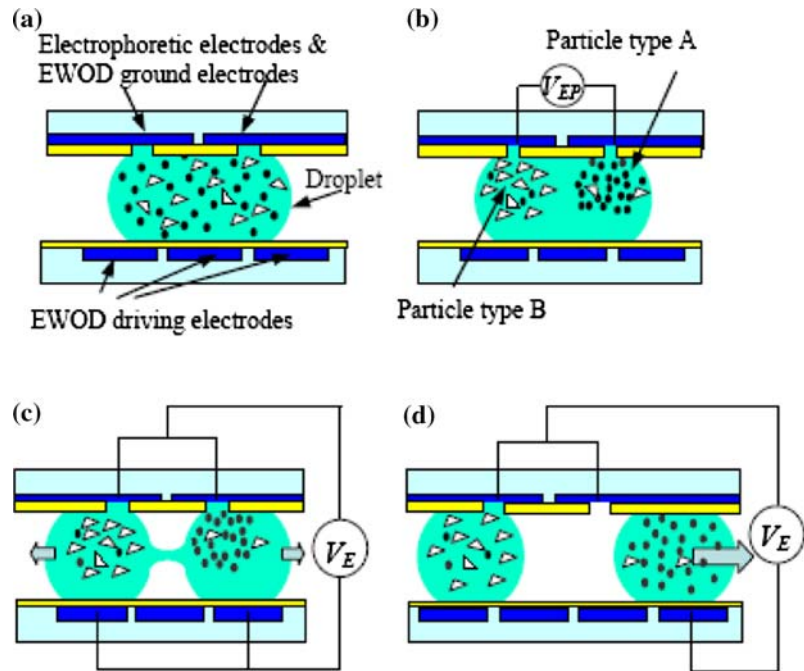 (a)
Electrophoretic electrodes &
EWOD ground electrodes
Droplet
EWOD driving electrodes
(b)
Particle type A
V_EP
Particle type B
(c)
V_E
(d)
V_E